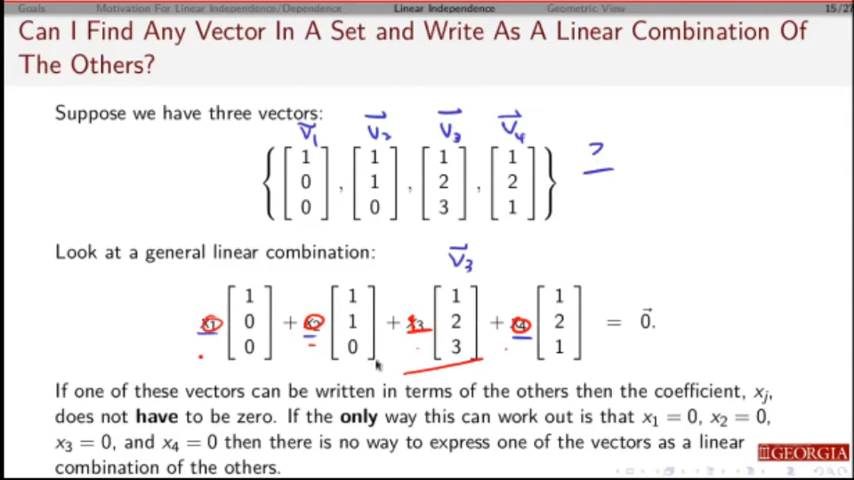 Goals Motivation For Linear Independence/Dependence Linear Independence Geometric View 15/27
Can I Find Any Vector In A Set and Write As A Linear Combination Of
The Others?
Suppose we have three vectors:
v⃗1 v⃗2 v⃗3 v⃗4
{ [1 0 0], [1 1 0], [1 2 3], [1 2 1] } ?
Look at a general linear combination:
v⃗3
x1 [1 0 0] + x2 [1 1 0] + x3 [1 2 3] + x4 [1 2 1] = 0⃗.
If one of these vectors can be written in terms of the others then the coefficient, xj,
does not have to be zero. If the only way this can work out is that x1 = 0, x2 = 0,
x3 = 0, and x4 = 0 then there is no way to express one of the vectors as a linear
combination of the others.
GEORGIA